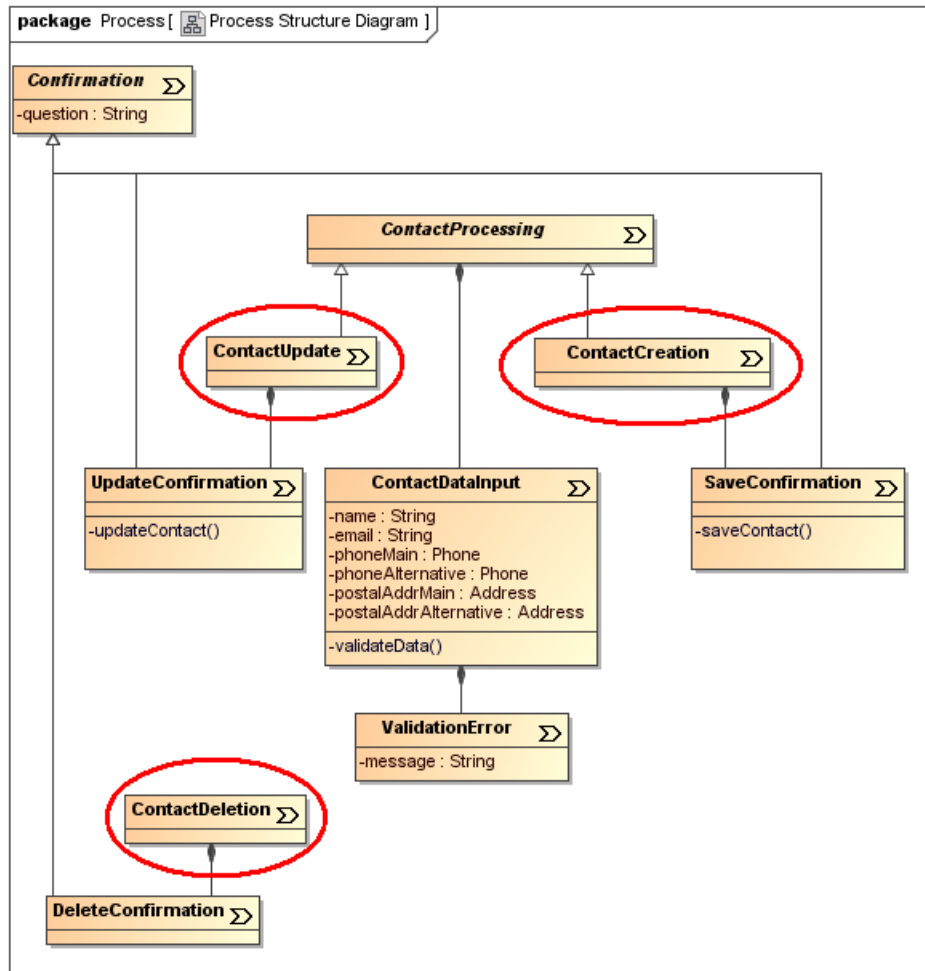 package Process [ Process Structure Diagram ]
Confirmation
-question : String
ContactProcessing
ContactUpdate
ContactCreation
UpdateConfirmation
-updateContact()
ContactDataInput
-name : String
-email : String
-phoneMain : Phone
-phoneAlternative : Phone
-postalAddrMain : Address
-postalAddrAlternative : Address
-validateData()
SaveConfirmation
-saveContact()
ValidationError
-message : String
ContactDeletion
DeleteConfirmation